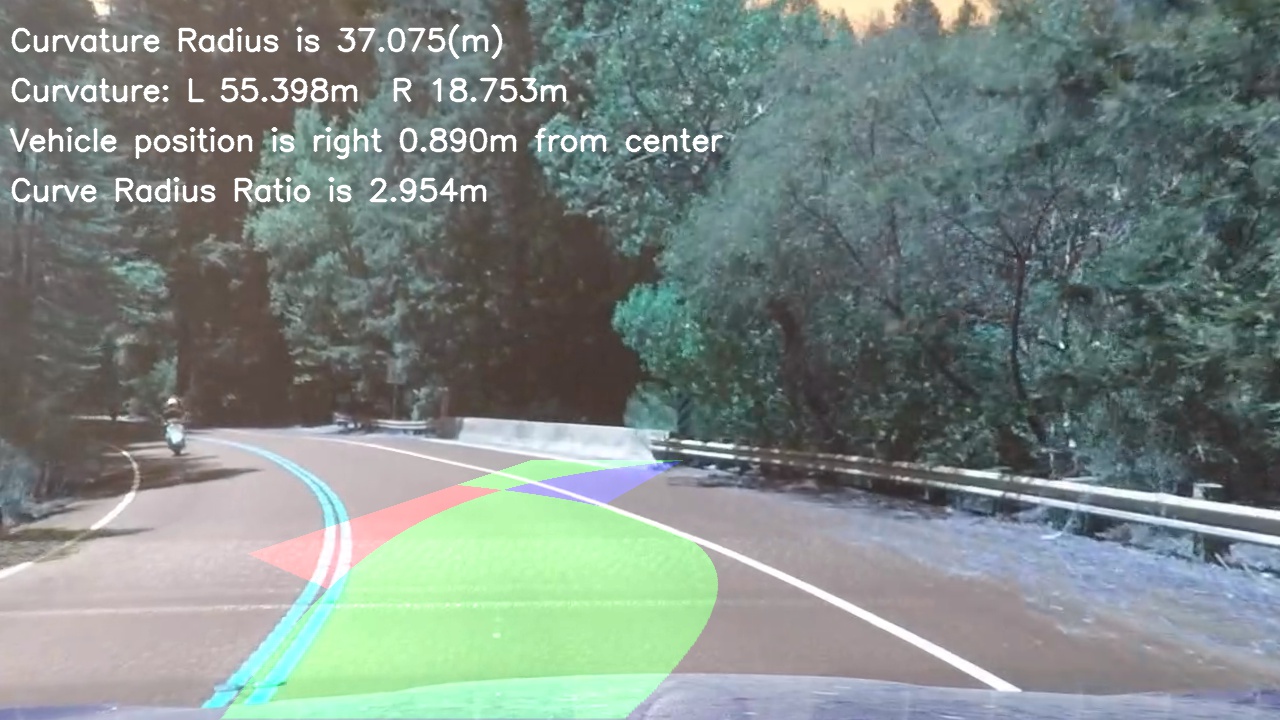 Curvature Radius is 37.075(m)
Curvature: L 55.398m R 18.753m
Vehicle position is right 0.890m from center
Curve Radius Ratio is 2.954m